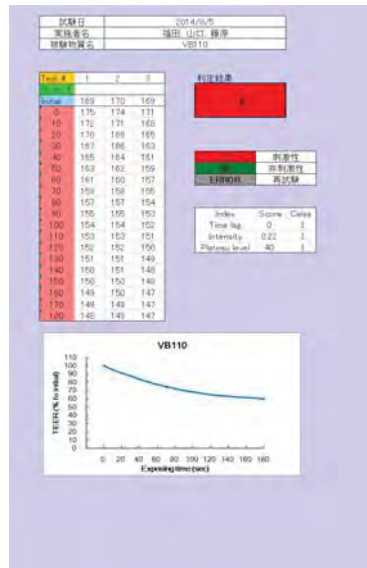 試験日 2014/9/5
実施者名 福田, 山口, 藤原
被験物質名 VB110
Test # 1 2 3
判定結果
Initial 169 170 169
0 175 174 171
10 172 171 168
20 170 168 165
30 167 166 163
40 165 164 161
50 163 162 159
60 161 160 157
70 159 158 155
80 157 157 154
90 155 155 153
100 154 154 152
110 153 153 151
120 152 152 150
130 151 151 149
140 150 151 148
150 150 150 148
160 149 150 147
170 148 149 147
180 148 149 147
刺激性
非刺激性
ERROR 再試験
Index Score
Time lag 0 I
Intensity 0.22 I
Plateau level 40 I
VB110
TEER (% to initial)
110
100
90
80
70
60
50
40
30
20
10
0
0 20 40 60 80 100 120 140 160 180
Exposing time (sec)